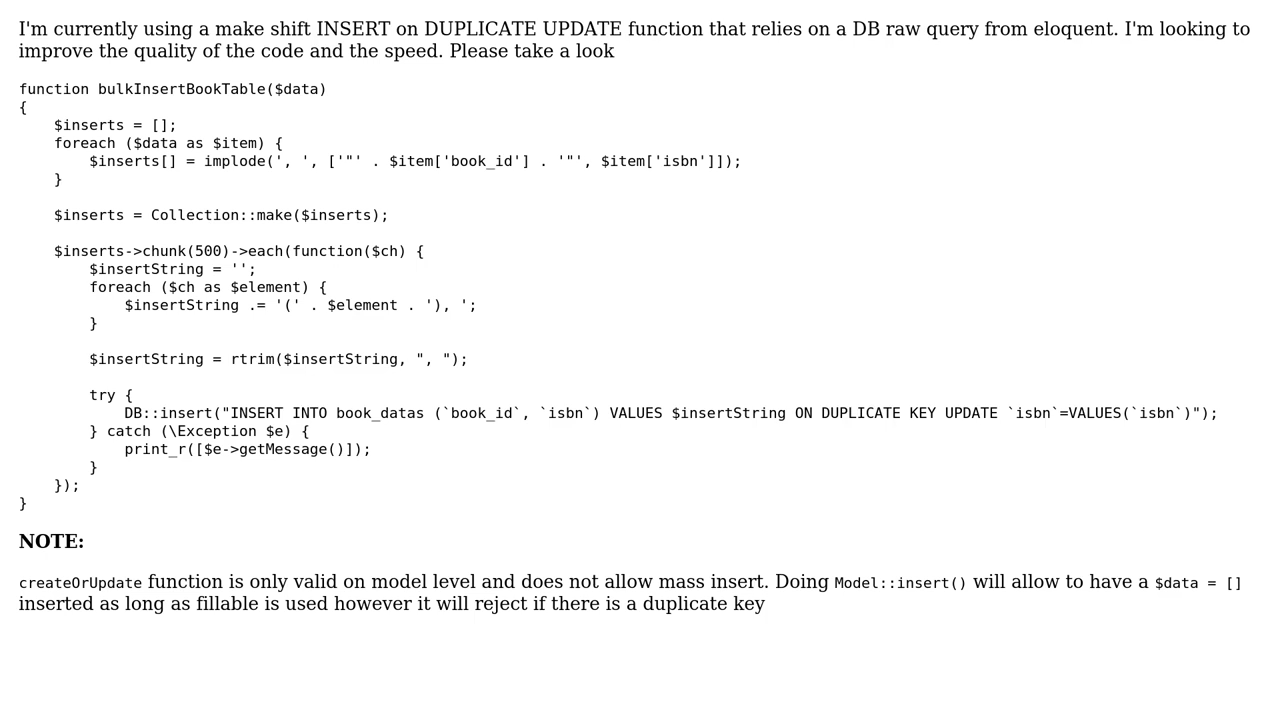 I'm currently using a make shift INSERT on DUPLICATE UPDATE function that relies on a DB raw query from eloquent. I'm looking to
improve the quality of the code and the speed. Please take a look
function bulkInsertBookTable($data)
{
    $inserts = [];
    foreach ($data as $item) {
        $inserts[] = implode(', ', ['"' . $item['book_id'] . '"', $item['isbn']]);
    }
    $inserts = Collection::make($inserts);
    $inserts->chunk(500)->each(function($ch) {
        $insertString = '';
        foreach ($ch as $element) {
            $insertString .= '(' . $element . '), ';
        }
        $insertString = rtrim($insertString, ", ");
        try {
            DB::insert("INSERT INTO book_datas (`book_id`, `isbn`) VALUES $insertString ON DUPLICATE KEY UPDATE `isbn`=VALUES(`isbn`)");
        } catch (\Exception $e) {
            print_r([$e->getMessage()]);
        }
    });
}
NOTE:
createOrUpdate function is only valid on model level and does not allow mass insert. Doing Model::insert() will allow to have a $data = []
inserted as long as fillable is used however it will reject if there is a duplicate key